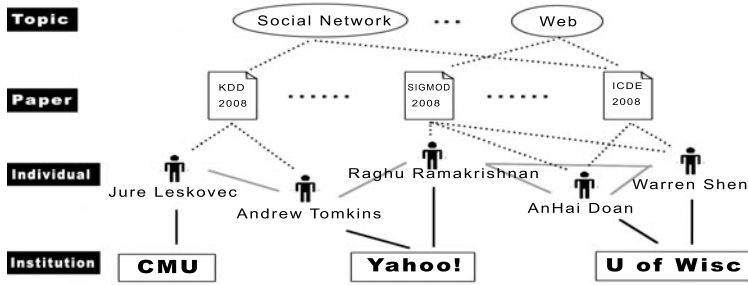 Topic
Social Network
Web
Paper
KDD
2008
SIGMOD
2008
ICDE
2008
Individual
Jure Leskovec
Andrew Tomkins
Raghu Ramakrishnan
AnHai Doan
Warren Shen
Institution
CMU
Yahoo!
U of Wisc